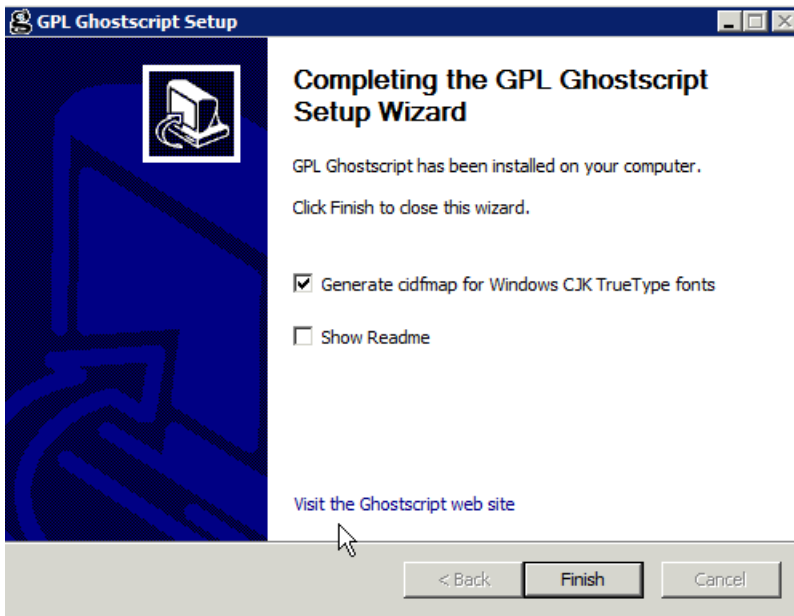 GPL Ghostscript Setup
Completing the GPL Ghostscript
Setup Wizard
GPL Ghostscript has been installed on your computer.
Click Finish to close this wizard.
Generate cidfmap for Windows CJK TrueType fonts
Show Readme
Visit the Ghostscript web site
< Back Finish Cancel